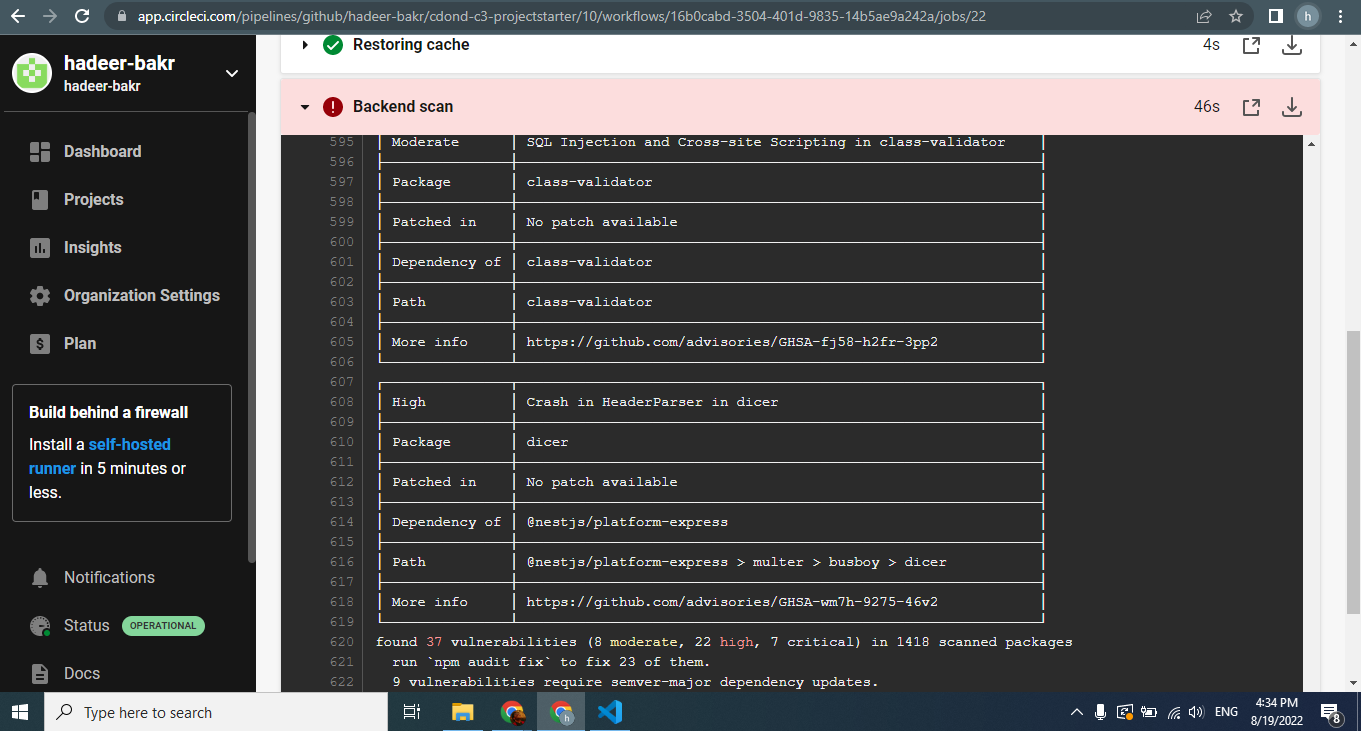 app.circleci.com/pipelines/github/hadeer-bakr/cdond-c3-projectstarter/10/workflows/16b0cabd-3504-401d-9835-14b5ae9a242a/jobs/22
h
hadeer-bakr
hadeer-bakr
Dashboard
Projects
Insights
Organization Settings
$ Plan
Build behind a firewall
Install a self-hosted
runner in 5 minutes or
less.
Notifications
Status OPERATIONAL
Docs
Restoring cache 4s
! Backend scan 46s
595 Moderate SQL Injection and Cross-site Scripting in class-validator
596
597 Package class-validator
598
599 Patched in No patch available
600
601 Dependency of class-validator
602
603 Path class-validator
604
605 More info https://github.com/advisories/GHSA-fj58-h2fr-3pp2
606
607
608 High Crash in HeaderParser in dicer
609
610 Package dicer
611
612 Patched in No patch available
613
614 Dependency of @nestjs/platform-express
615
616 Path @nestjs/platform-express > multer > busboy > dicer
617
618 More info https://github.com/advisories/GHSA-wm7h-9275-46v2
619
620 found 37 vulnerabilities (8 moderate, 22 high, 7 critical) in 1418 scanned packages
621 run `npm audit fix` to fix 23 of them.
622 9 vulnerabilities require semver-major dependency updates.
Type here to search
h
ENG
4:34 PM
8/19/2022
8